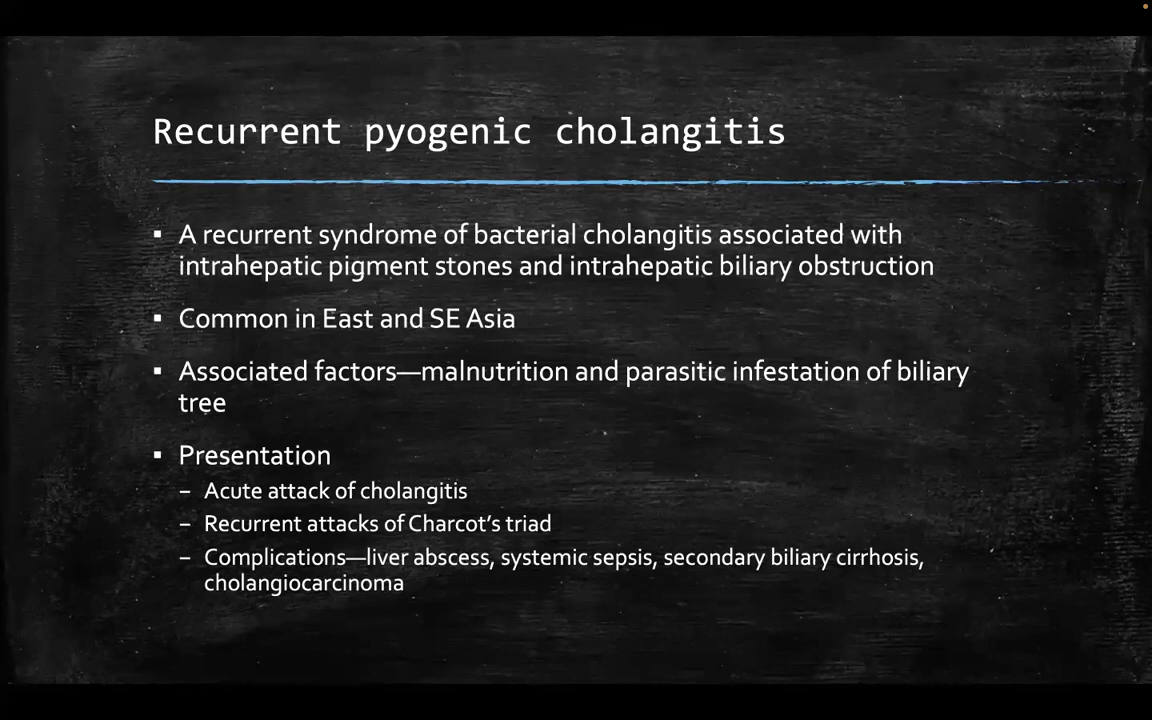 Recurrent pyogenic cholangitis
▪ A recurrent syndrome of bacterial cholangitis associated with
intrahepatic pigment stones and intrahepatic biliary obstruction
▪ Common in East and SE Asia
▪ Associated factors—malnutrition and parasitic infestation of biliary
tree
▪ Presentation
– Acute attack of cholangitis
– Recurrent attacks of Charcot’s triad
– Complications—liver abscess, systemic sepsis, secondary biliary cirrhosis,
cholangiocarcinoma